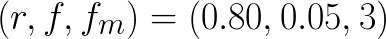 (r, f, f_m) = (0.80, 0.05, 3)